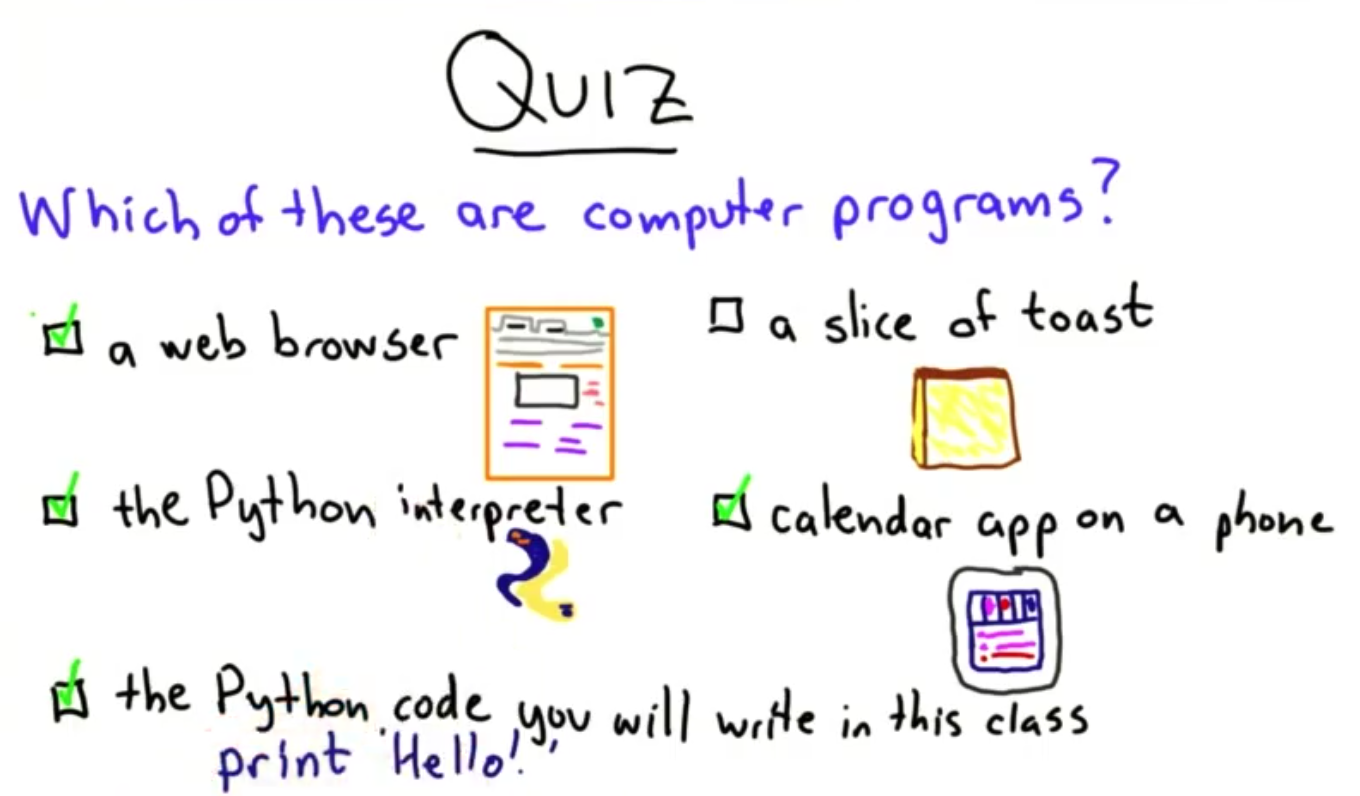 QUIZ
Which of these are computer programs?
a web browser
a slice of toast
the Python interpreter
calendar app on a phone
the Python code you will write in this class
print 'Hello!'